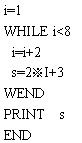 i=1
WHILE i<8
i=i+2
s=2※I+3
WEND
PRINT s
END